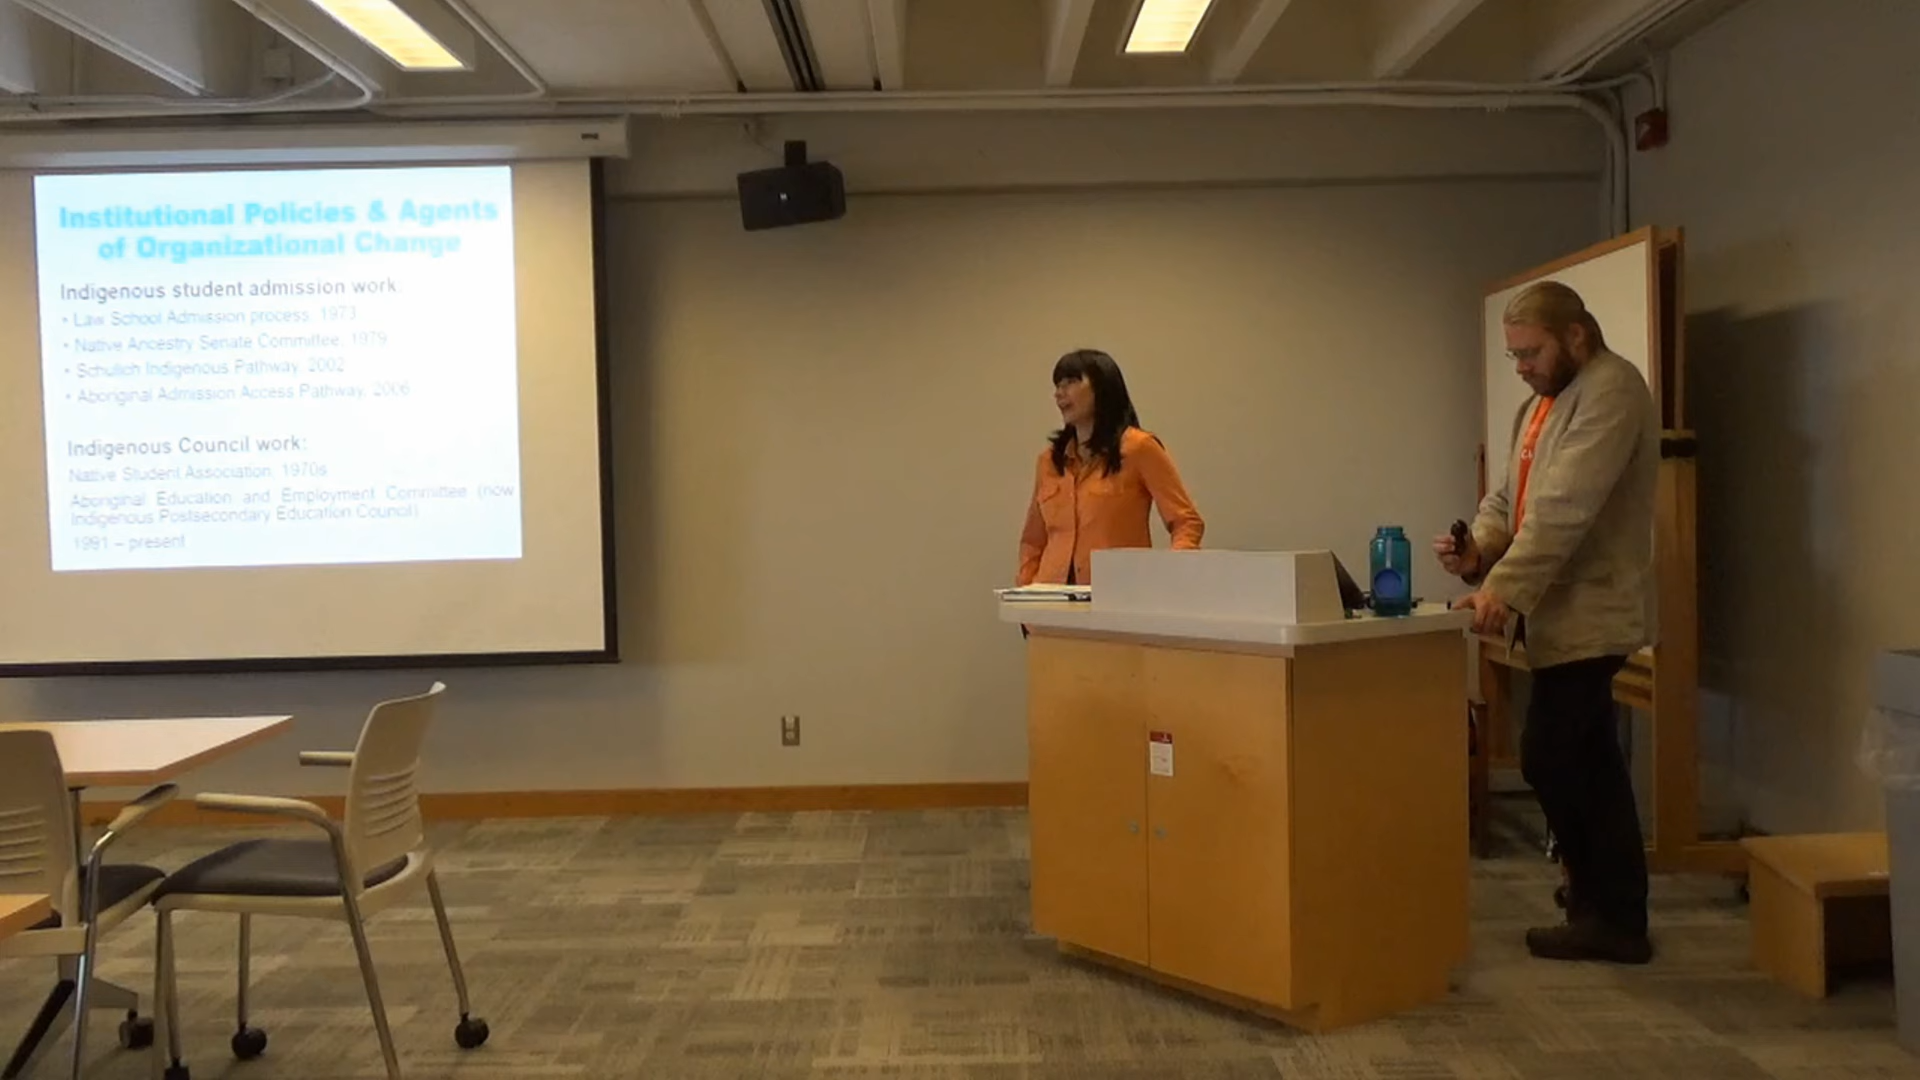 Institutional Policies & Agents
of Organizational Change
Indigenous student admission work:
• Law School Admission process, 1973
• Native Ancestry Senate Committee, 1979
• Schulich Indigenous Pathway, 2002
• Aboriginal Admission Access Pathway, 2006
Indigenous Council work:
Native Student Association, 1970s
Aboriginal Education and Employment Committee (now
Indigenous Postsecondary Education Council)
1991 – present